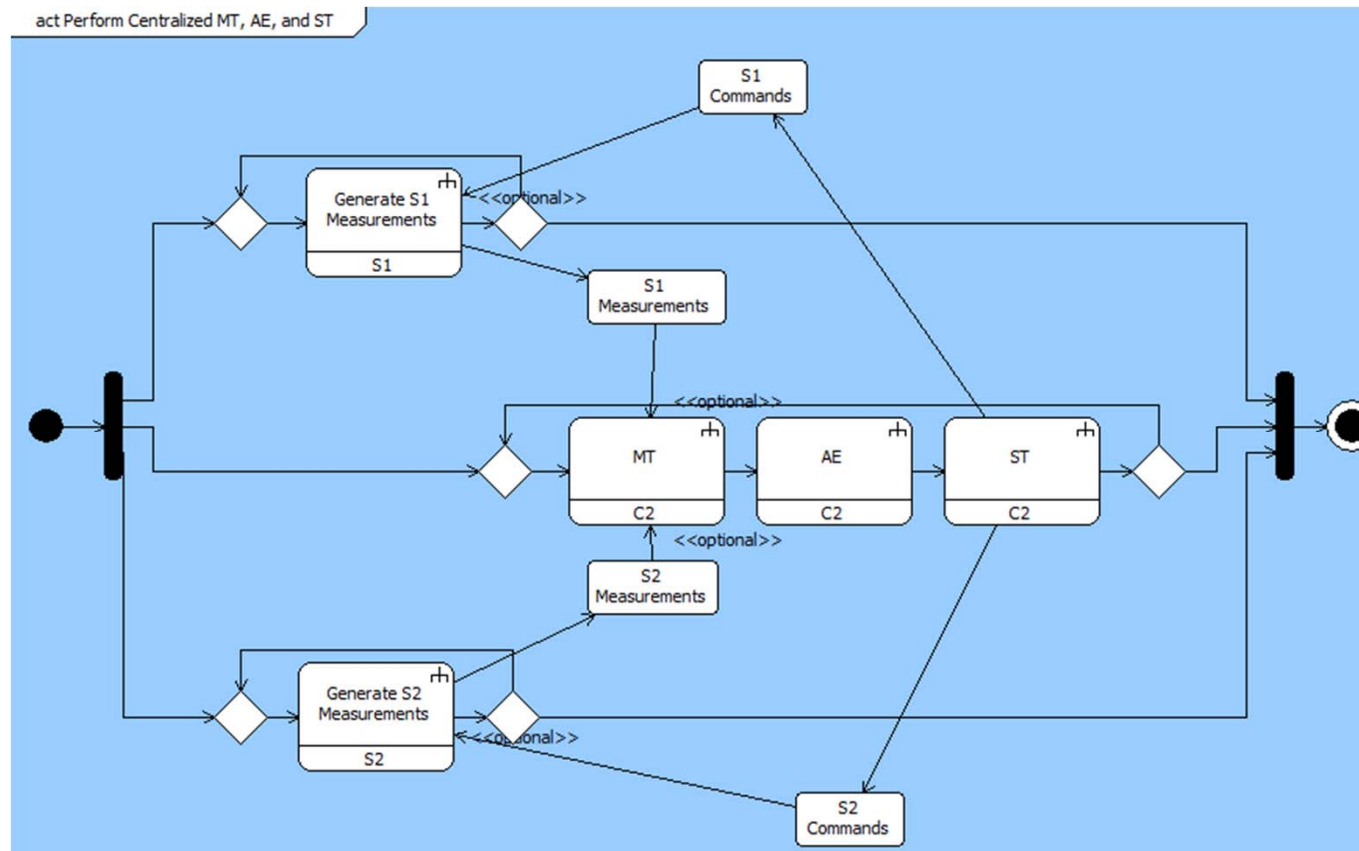 act Perform Centralized MT, AE, and ST
S1
Commands
Generate S1
Measurements
S1
<<optional>>
S1
Measurements
<<optional>>
MT
C2
AE
C2
ST
C2
<<optional>>
S2
Measurements
Generate S2
Measurements
S2
<<optional>>
S2
Commands